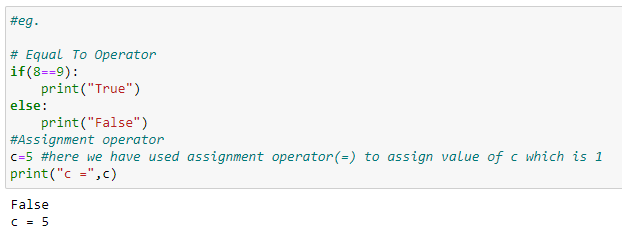 #eg.
# Equal To Operator
if(8==9):
    print("True")
else:
    print("False")
#Assignment operator
c=5 #here we have used assignment operator(=) to assign value of c which is 1
print("c =",c)
False
c = 5